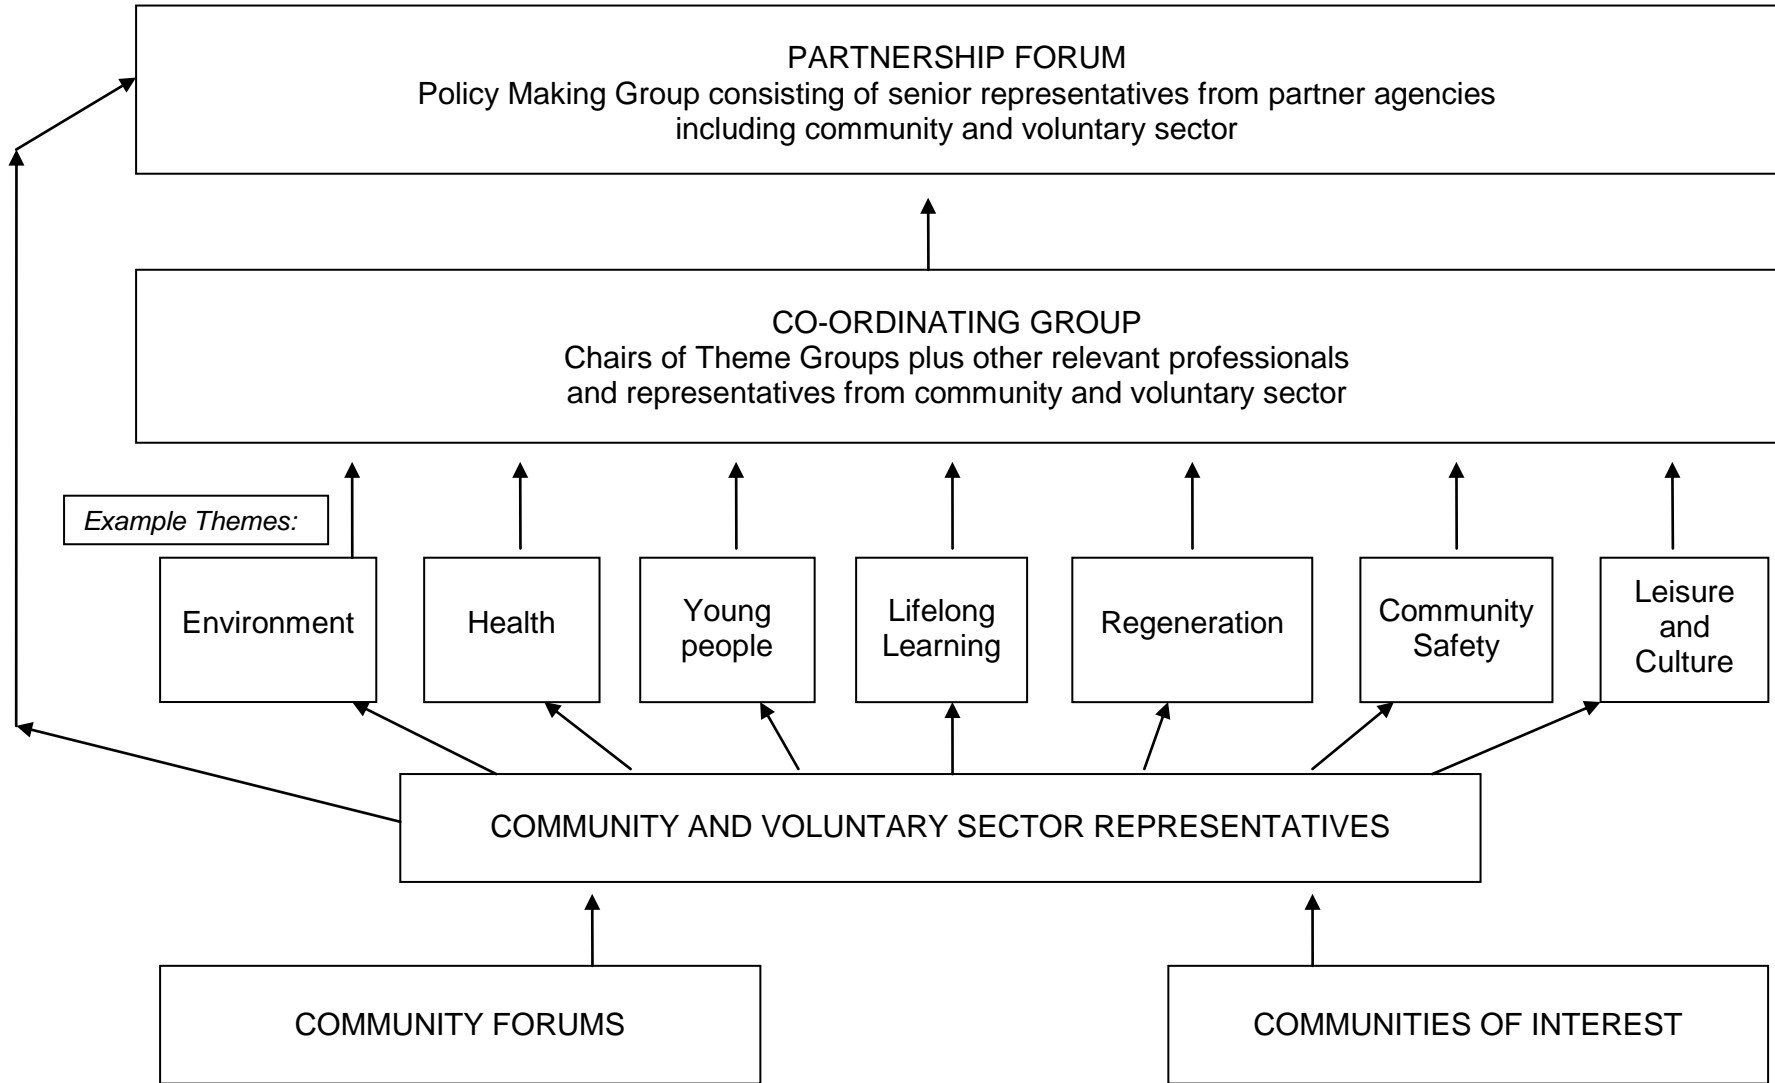 PARTNERSHIP FORUM
Policy Making Group consisting of senior representatives from partner agencies
including community and voluntary sector
CO-ORDINATING GROUP
Chairs of Theme Groups plus other relevant professionals
and representatives from community and voluntary sector
Example Themes:
Environment
Health
Young
people
Lifelong
Learning
Regeneration
Community
Safety
Leisure
and
Culture
COMMUNITY AND VOLUNTARY SECTOR REPRESENTATIVES
COMMUNITY FORUMS
COMMUNITIES OF INTEREST